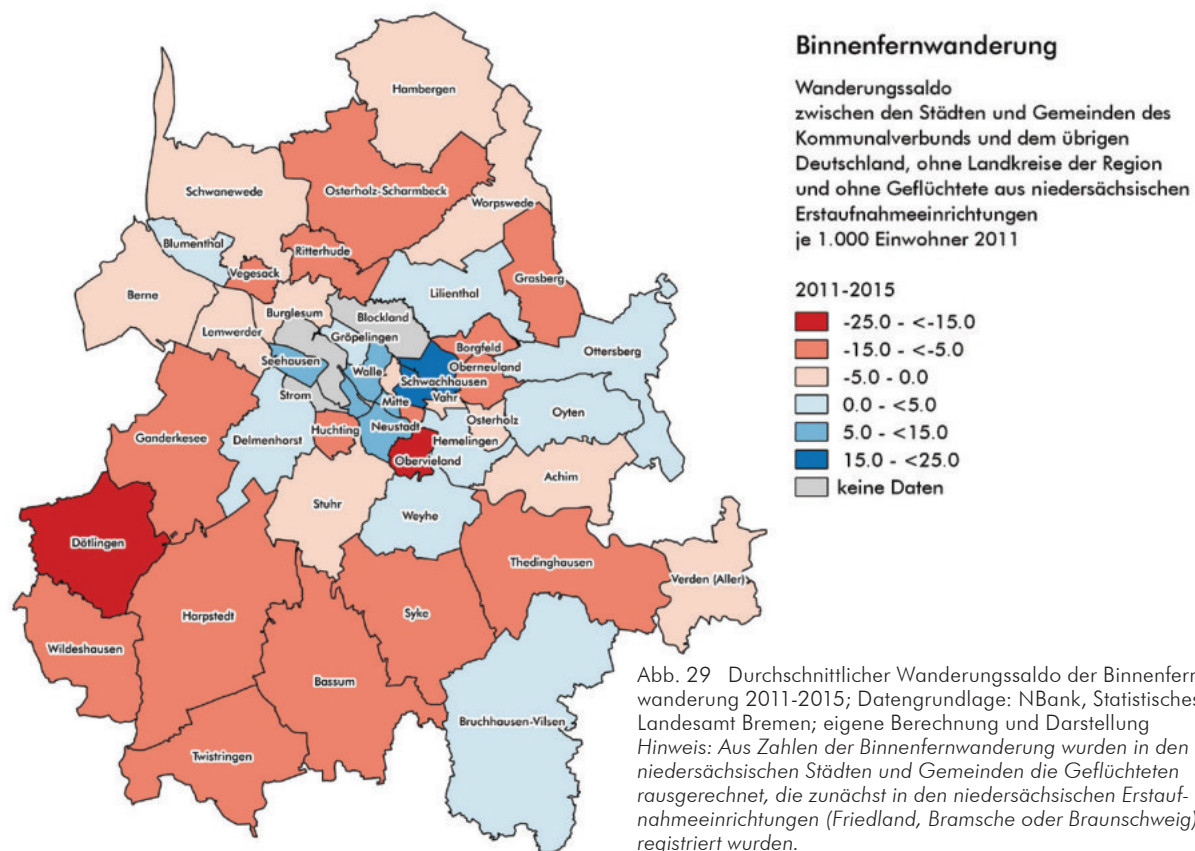 Binnenfernwanderung
Wanderungssaldo
zwischen den Städten und Gemeinden des
Kommunalverbunds und dem übrigen
Deutschland, ohne Landkreise der Region
und ohne Geflüchtete aus niedersächsischen
Erstaufnahmeeinrichtungen
je 1.000 Einwohner 2011
2011-2015
-25.0 - <-15.0
-15.0 - <-5.0
-5.0 - 0.0
0.0 - <5.0
5.0 - <15.0
15.0 - <25.0
keine Daten
Hambergen
Schwanewede
Osterholz-Scharmbeck
Worpswede
Blumenthal
Ritterhude
Vegesack
Grasberg
Berne
Lilienthal
Burglesum
Lemwerder
Blockland
Gröpelingen
Borgfeld
Ottersberg
Seehausen
Walle
Oberneuland
Schwachhausen
Strom
Mitte
Vahr
Oyten
Ganderkesee
Delmenhorst
Huchting
Neustadt
Osterholz
Hemelingen
Obervieland
Achim
Stuhr
Weyhe
Dötlingen
Thedinghausen
Verden (Aller)
Harpstedt
Syke
Wildeshausen
Bassum
Bruchhausen-Vilsen
Twistringen
Abb. 29 Durchschnittlicher Wanderungssaldo der Binnenfern
wanderung 2011-2015; Datengrundlage: NBank, Statistisches
Landesamt Bremen; eigene Berechnung und Darstellung
Hinweis: Aus Zahlen der Binnenfernwanderung wurden in den
niedersächsischen Städten und Gemeinden die Geflüchteten
rausgerechnet, die zunächst in den niedersächsischen Erstauf-
nahmeeinrichtungen (Friedland, Bramsche oder Braunschweig)
registriert wurden.